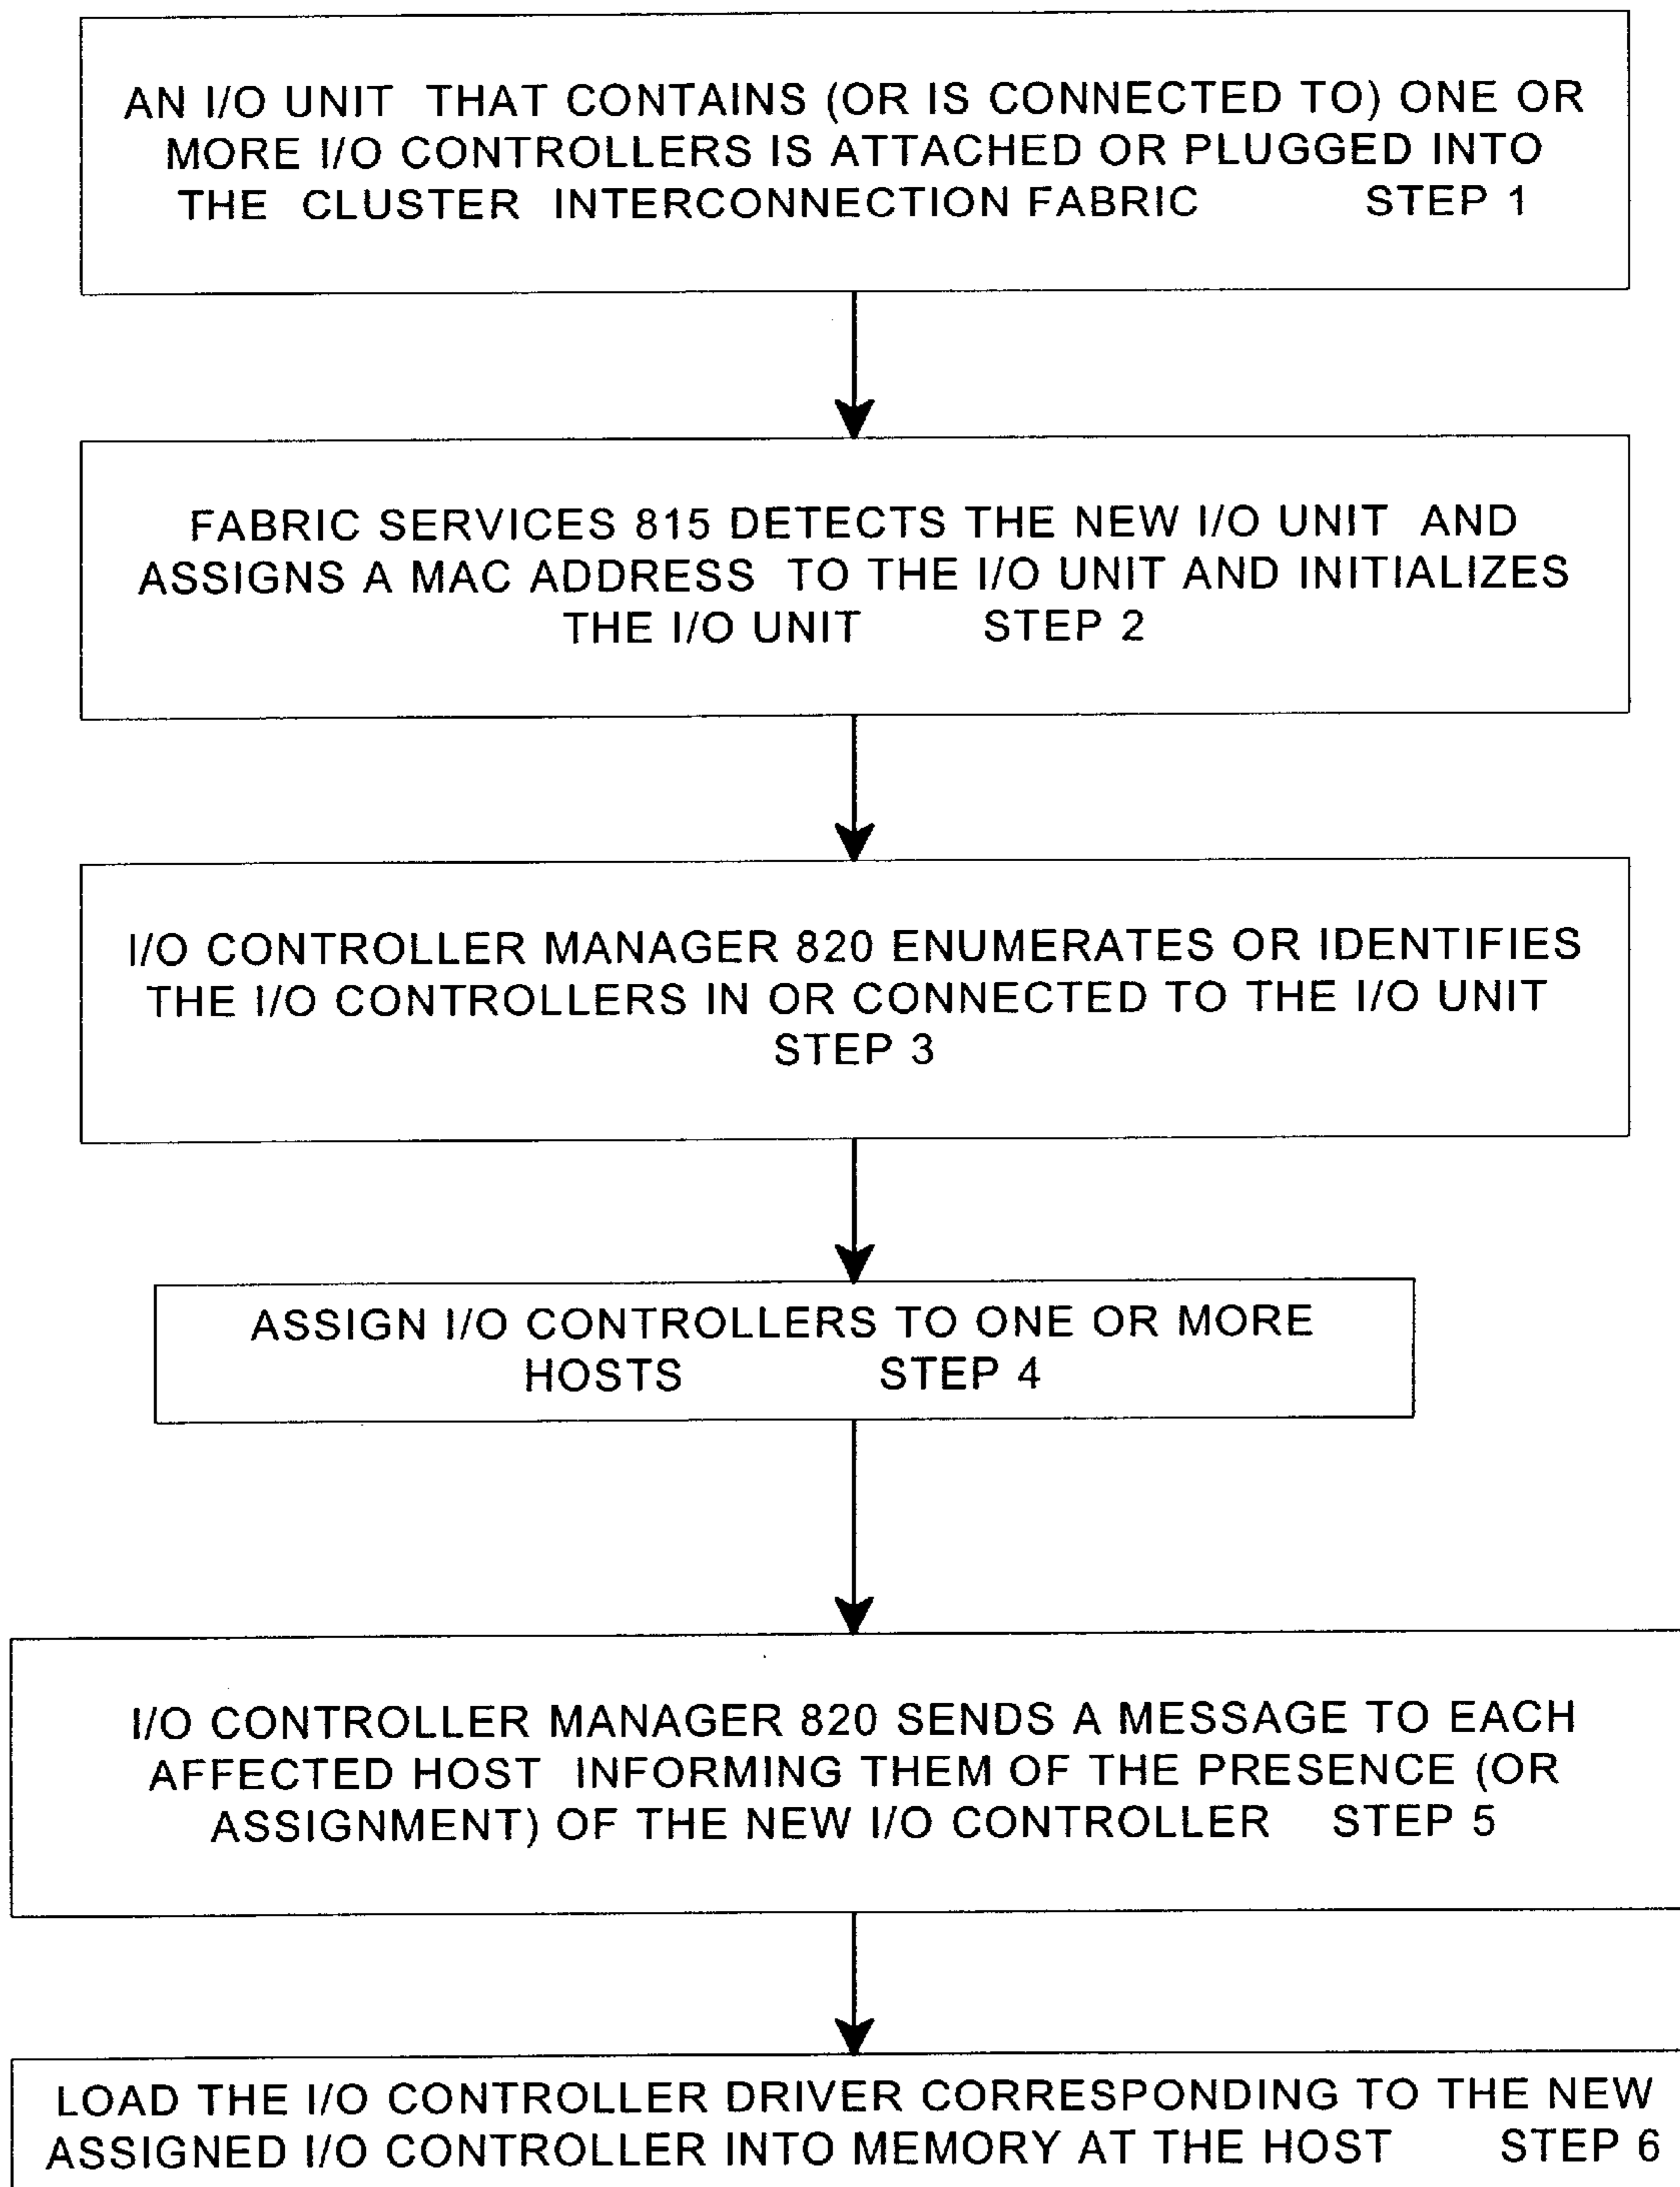 AN I/O UNIT THAT CONTAINS (OR IS CONNECTED TO) ONE OR
MORE I/O CONTROLLERS IS ATTACHED OR PLUGGED INTO
THE CLUSTER INTERCONNECTION FABRIC STEP 1
FABRIC SERVICES 815 DETECTS THE NEW I/O UNIT AND
ASSIGNS A MAC ADDRESS TO THE I/O UNIT AND INITIALIZES
THE I/O UNIT STEP 2
I/O CONTROLLER MANAGER 820 ENUMERATES OR IDENTIFIES
THE I/O CONTROLLERS IN OR CONNECTED TO THE I/O UNIT
STEP 3
ASSIGN I/O CONTROLLERS TO ONE OR MORE
HOSTS STEP 4
I/O CONTROLLER MANAGER 820 SENDS A MESSAGE TO EACH
AFFECTED HOST INFORMING THEM OF THE PRESENCE (OR
ASSIGNMENT) OF THE NEW I/O CONTROLLER STEP 5
LOAD THE I/O CONTROLLER DRIVER CORRESPONDING TO THE NEW
ASSIGNED I/O CONTROLLER INTO MEMORY AT THE HOST STEP 6